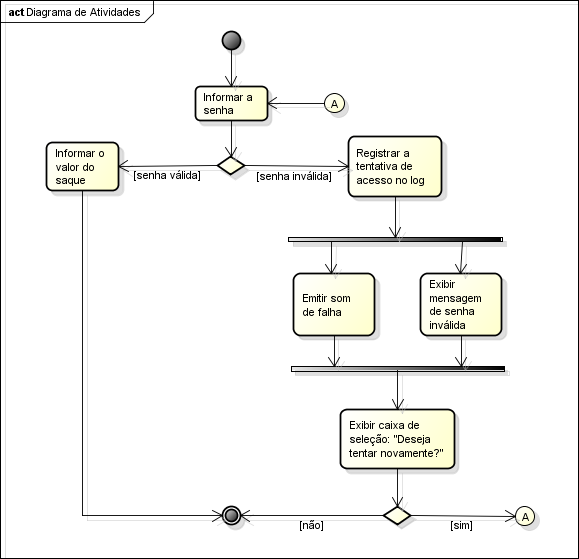 act Diagrama de Atividades
Informar a
senha
A
Informar o
valor do
saque
[senha válida]
[senha inválida]
Registrar a
tentativa de
acesso no log
Emitir som
de falha
Exibir
mensagem
de senha
inválida
Exibir caixa de
seleção: "Deseja
tentar novamente?"
[não]
[sim]
A